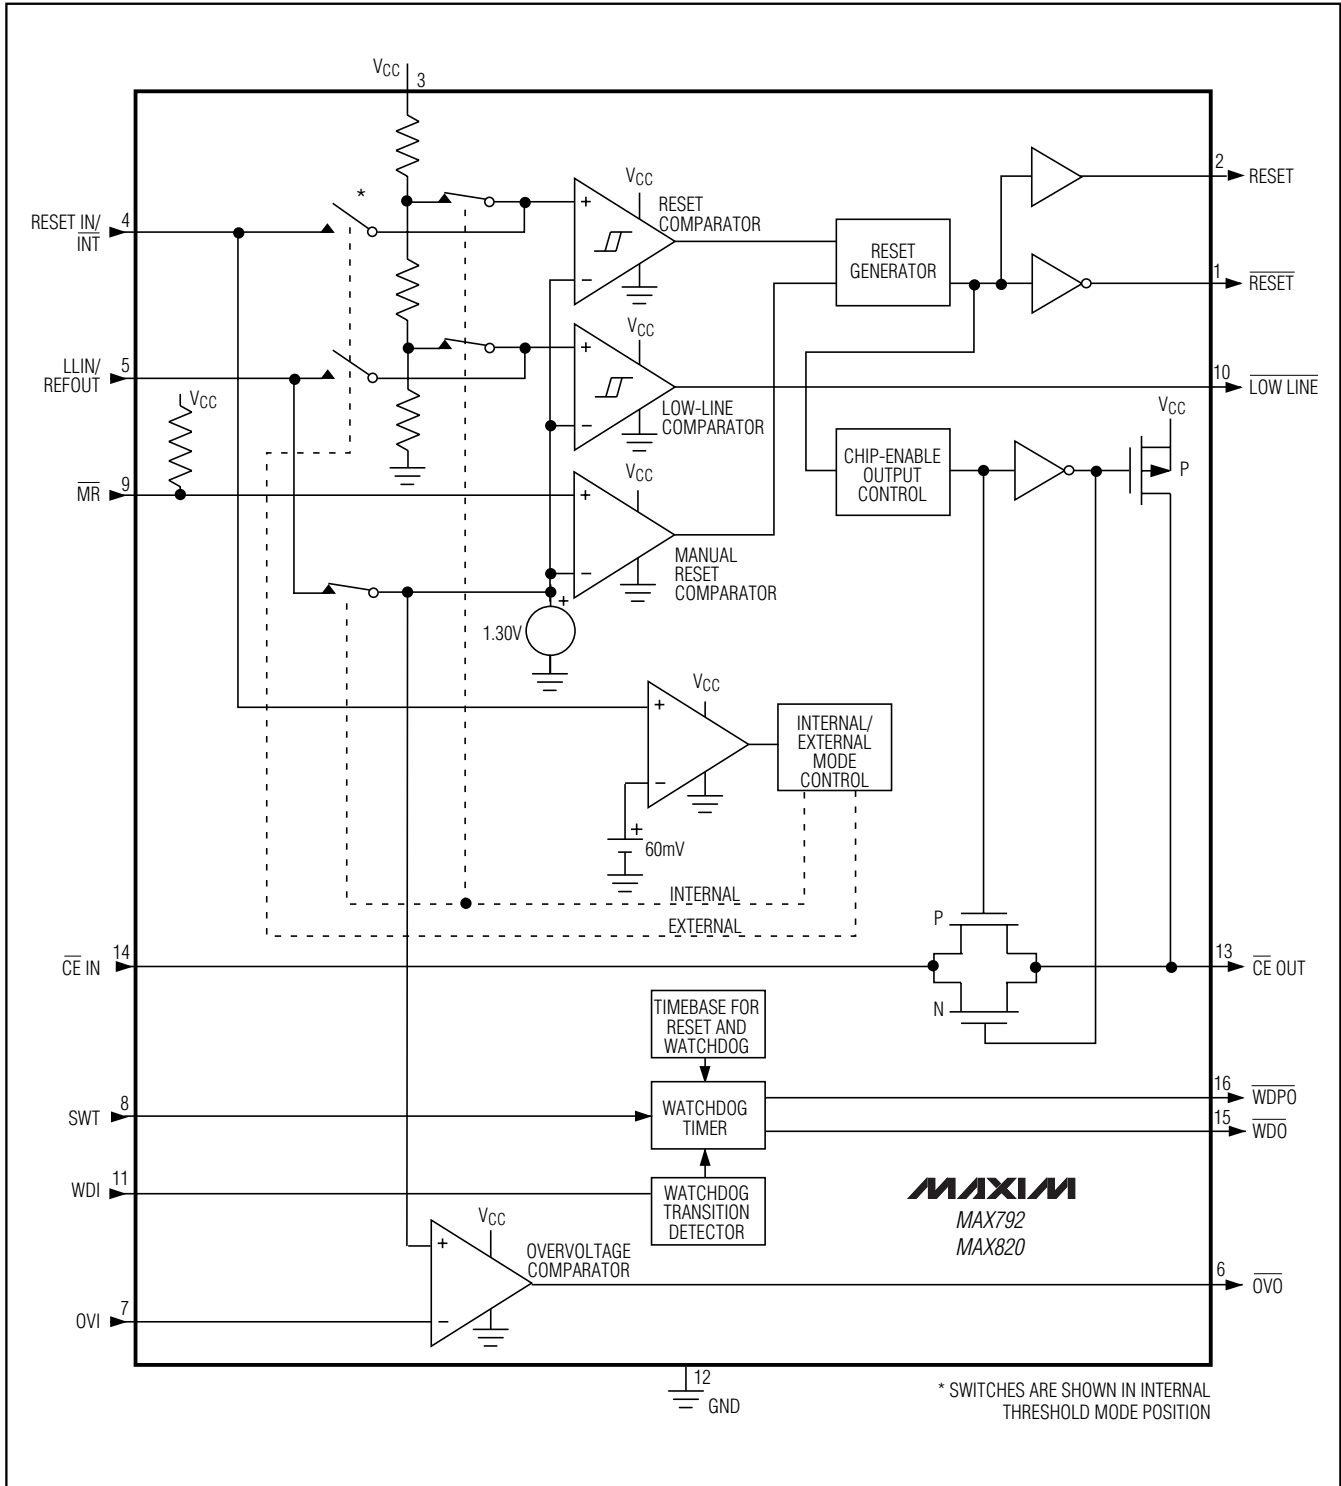 VCC
3
RESET IN/
INT
4
*
+
−
VCC
RESET
COMPARATOR
RESET
GENERATOR
2
RESET
1
RESET
LLIN/
REFOUT
5
VCC
+
−
VCC
LOW-LINE
COMPARATOR
10
LOW LINE
VCC
P
CHIP-ENABLE
OUTPUT
CONTROL
MR
9
+
−
VCC
MANUAL
RESET
COMPARATOR
+
1.30V
+
−
VCC
INTERNAL/
EXTERNAL
MODE
CONTROL
+
60mV
INTERNAL
EXTERNAL
CE IN
14
P
N
13
CE OUT
TIMEBASE FOR
RESET AND
WATCHDOG
SWT
8
WATCHDOG
TIMER
16
WDPO
15
WDO
WDI
11
WATCHDOG
TRANSITION
DETECTOR
MAXIM
MAX792
MAX820
VCC
+
−
OVERVOLTAGE
COMPARATOR
6
OVO
OVI
7
12
GND
* SWITCHES ARE SHOWN IN INTERNAL
THRESHOLD MODE POSITION